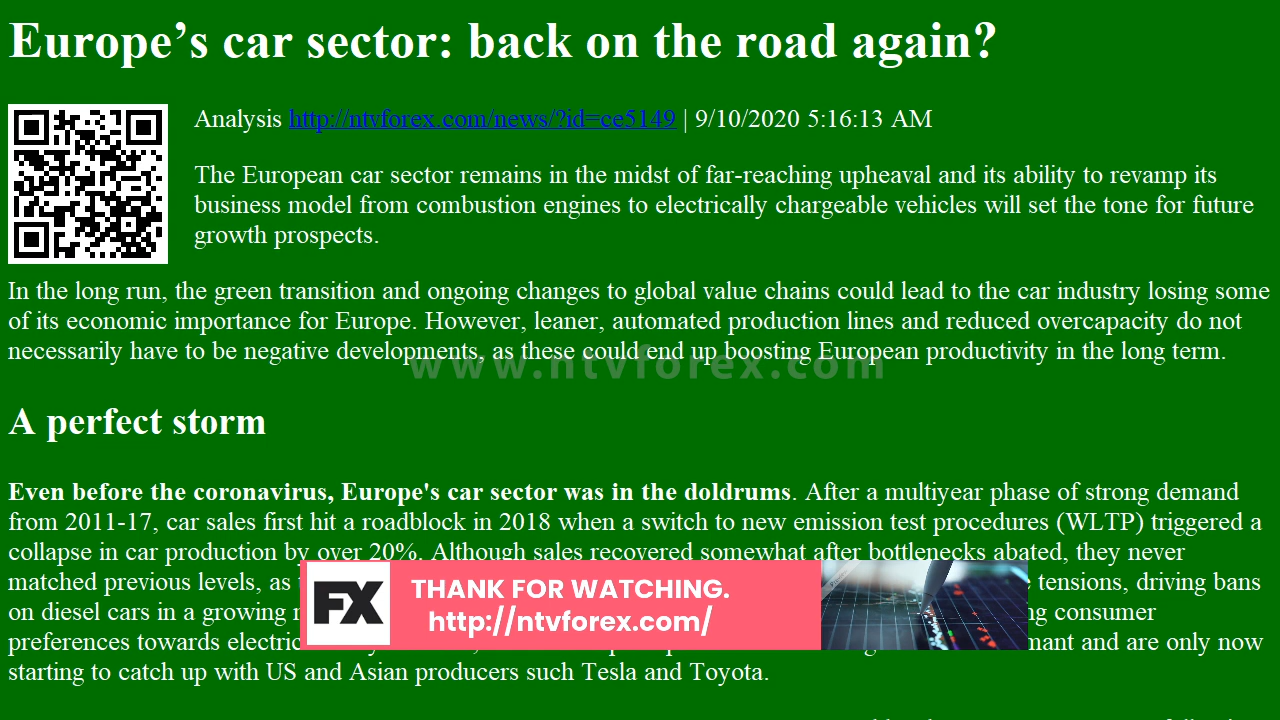 Europe’s car sector: back on the road again?
Analysis http://ntvforex.com/news/?id=ce5149 | 9/10/2020 5:16:13 AM
The European car sector remains in the midst of far-reaching upheaval and its ability to revamp its
business model from combustion engines to electrically chargeable vehicles will set the tone for future
growth prospects.
In the long run, the green transition and ongoing changes to global value chains could lead to the car industry losing some
of its economic importance for Europe. However, leaner, automated production lines and reduced overcapacity do not
necessarily have to be negative developments, as these could end up boosting European productivity in the long term.
www.ntvforex.com
A perfect storm
Even before the coronavirus, Europe's car sector was in the doldrums. After a multiyear phase of strong demand
from 2011-17, car sales first hit a roadblock in 2018 when a switch to new emission test procedures (WLTP) triggered a
collapse in car production by over 20%. Although sales recovered somewhat after bottlenecks abated, they never
matched previous levels, as tensions, driving bans
on diesel cars in a growing consumer
preferences towards electric and are only now
starting to catch up with US and Asian producers such Tesla and Toyota.
FX
THANK FOR WATCHING.
http://ntvforex.com/